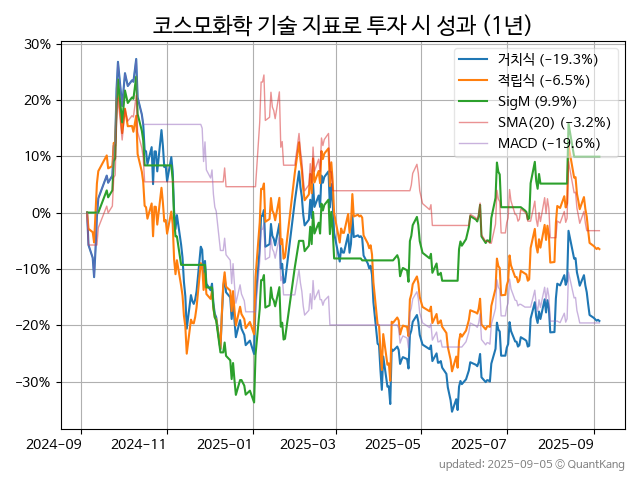 코스모화학 기술 지표로 투자 시 성과 (1년)
30%
20%
10%
0%
−10%
−20%
−30%
거치식 (−19.3%)
적립식 (−6.5%)
SigM (9.9%)
SMA(20) (−3.2%)
MACD (−19.6%)
2024-09
2024-11
2025-01
2025-03
2025-05
2025-07
2025-09
updated: 2025-09-05 © QuantKang